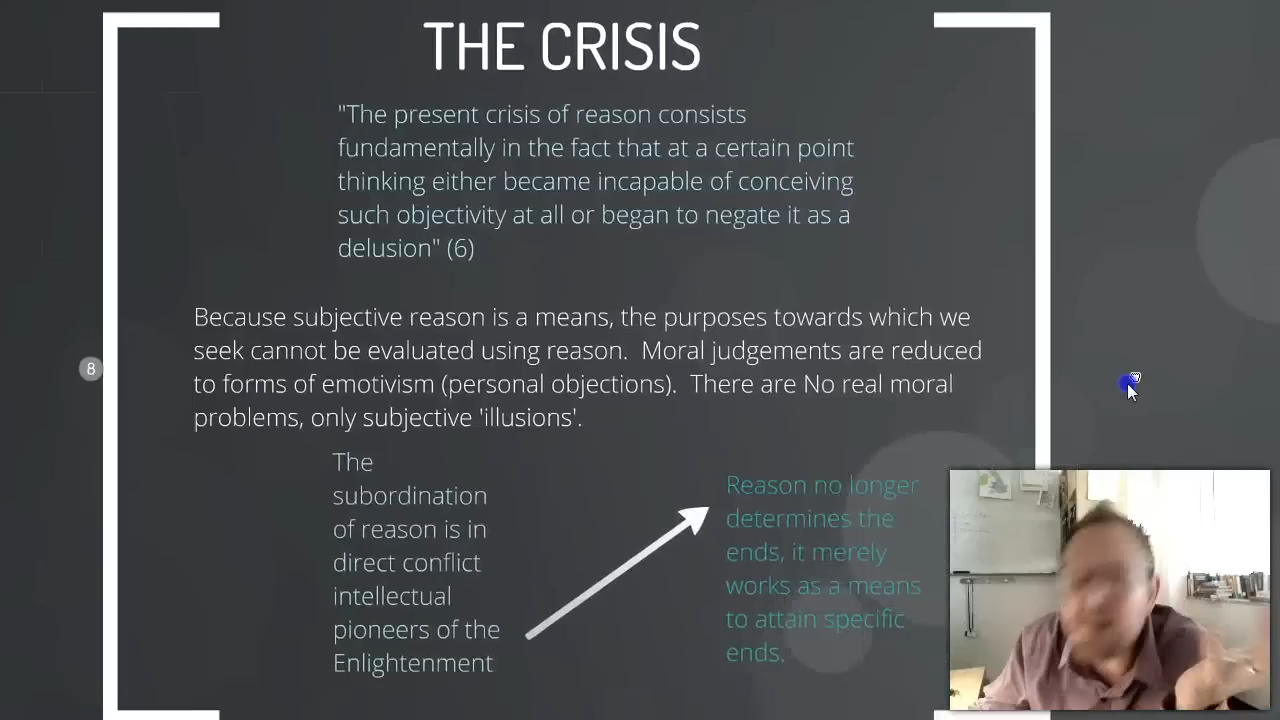 THE CRISIS
"The present crisis of reason consists
fundamentally in the fact that at a certain point
thinking either became incapable of conceiving
such objectivity at all or began to negate it as a
delusion" (6)
Because subjective reason is a means, the purposes towards which we
seek cannot be evaluated using reason.  Moral judgements are reduced
to forms of emotivism (personal objections).  There are No real moral
problems, only subjective 'illusions'.
8
The
subordination
of reason is in
direct conflict
intellectual
pioneers of the
Enlightenment
Reason no longer
determines the
ends, it merely
works as a means
to attain specific
ends.